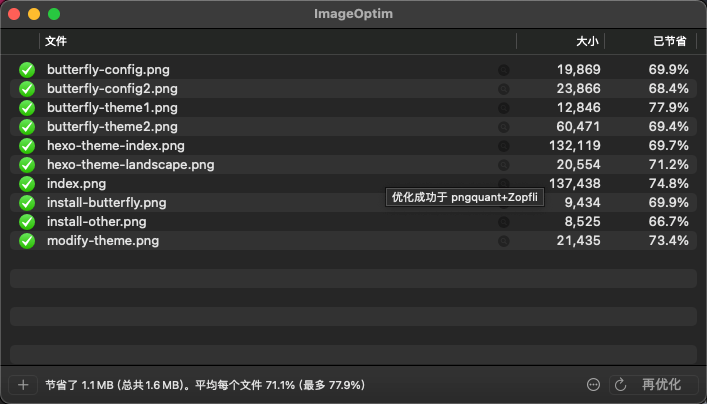 ImageOptim
文件 大小 已节省
butterfly-config.png 19,869 69.9%
butterfly-config2.png 23,866 68.4%
butterfly-theme1.png 12,846 77.9%
butterfly-theme2.png 60,471 69.4%
hexo-theme-index.png 132,119 69.7%
hexo-theme-landscape.png 20,554 71.2%
index.png 137,438 74.8%
优化成功于 pngquant+Zopfli
install-butterfly.png 9,434 69.9%
install-other.png 8,525 66.7%
modify-theme.png 21,435 73.4%
节省了 1.1 MB (总共1.6 MB)。平均每个文件 71.1% (最多 77.9%) 再优化